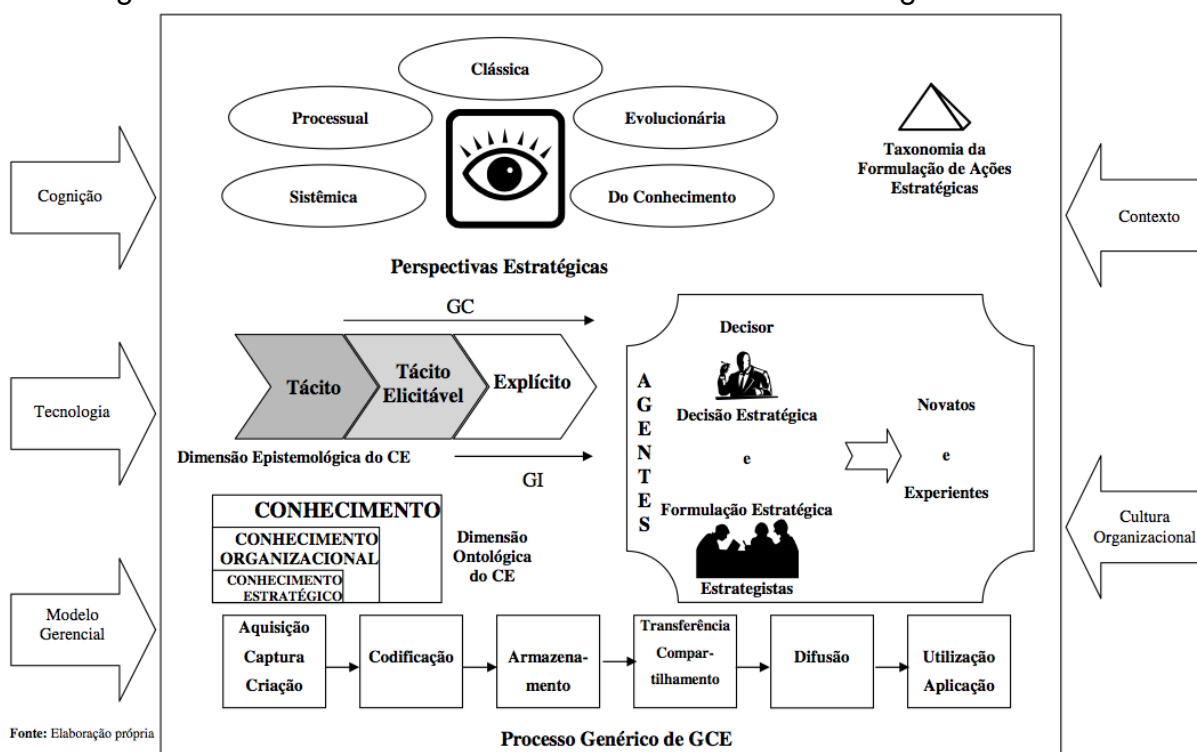 Clássica
Processual
Evolucionária
Sistêmica
Do Conhecimento
Perspectivas Estratégicas
Taxonomia da
Formulação de Ações
Estratégicas
Cognição
Tecnologia
Modelo
Gerencial
Contexto
Cultura
Organizacional
GC
Tácito
Tácito
Elicitável
Explícito
Dimensão Epistemológica do CE
GI
CONHECIMENTO
CONHECIMENTO
ORGANIZACIONAL
CONHECIMENTO
ESTRATÉGICO
Dimensão
Ontológica
do CE
AGENTES
Decisor
Decisão Estratégica
e
Formulação Estratégica
Estrategistas
Novatos
e
Experientes
Aquisição
Captura
Criação
Codificação
Armazena-
mento
Transferência
Compar-
tilhamento
Difusão
Utilização
Aplicação
Processo Genérico de GCE
Fonte: Elaboração própria